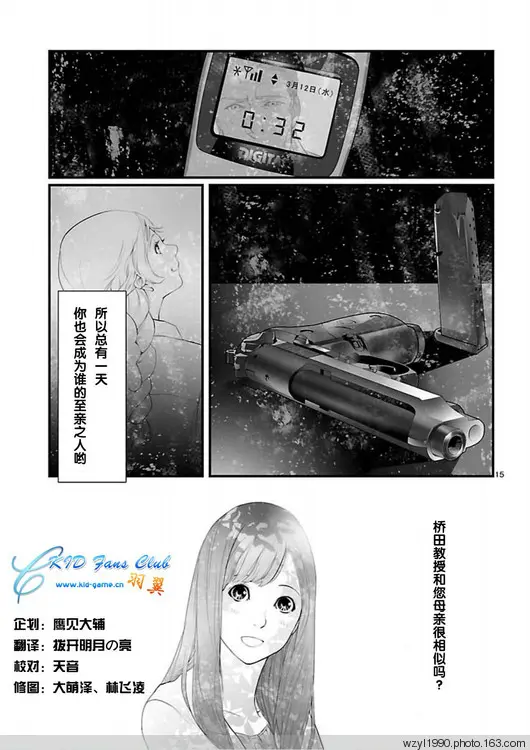 3月12日(水)
0:32
DIGITA
所以总有一天
你也会成为谁的至亲之人哟
15
桥田教授和您母亲很相似吗？
KID Fans Club
www.kid-game.cn 羽翼
企划: 鹰见大辅
翻译: 拨开明月の亮
校对: 天音
修图: 大萌泽、林飞凌
wzyl1990.photo.163.com